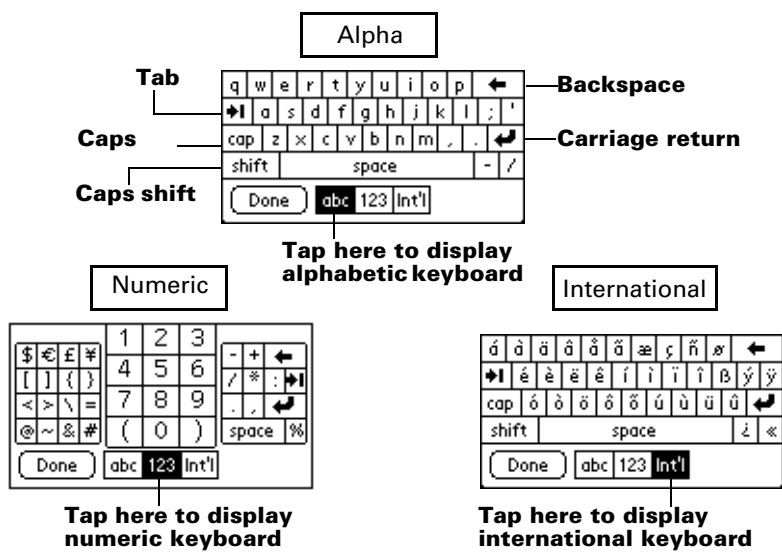 Alpha
Tab
q w e r t y u i o p
Backspace
a s d f g h j k l ; '
Caps
cap z x c v b n m , .
Carriage return
shift space - /
Caps shift
Done abc 123 Int'l
Tap here to display
alphabetic keyboard
Numeric
1 2 3
$ € £ ¥ - +
4 5 6
[ ] { } / * :
7 8 9
< > \ = . ,
@ ~ & # ( 0 ) space %
Done abc 123 Int'l
Tap here to display
numeric keyboard
International
á à ä â å ã æ ç ñ ø
é è ë ê í ì ï î ß ý ÿ
cap ó ò ö ô õ ú ù ü û
shift space ¿ «
Done abc 123 Int'l
Tap here to display
international keyboard